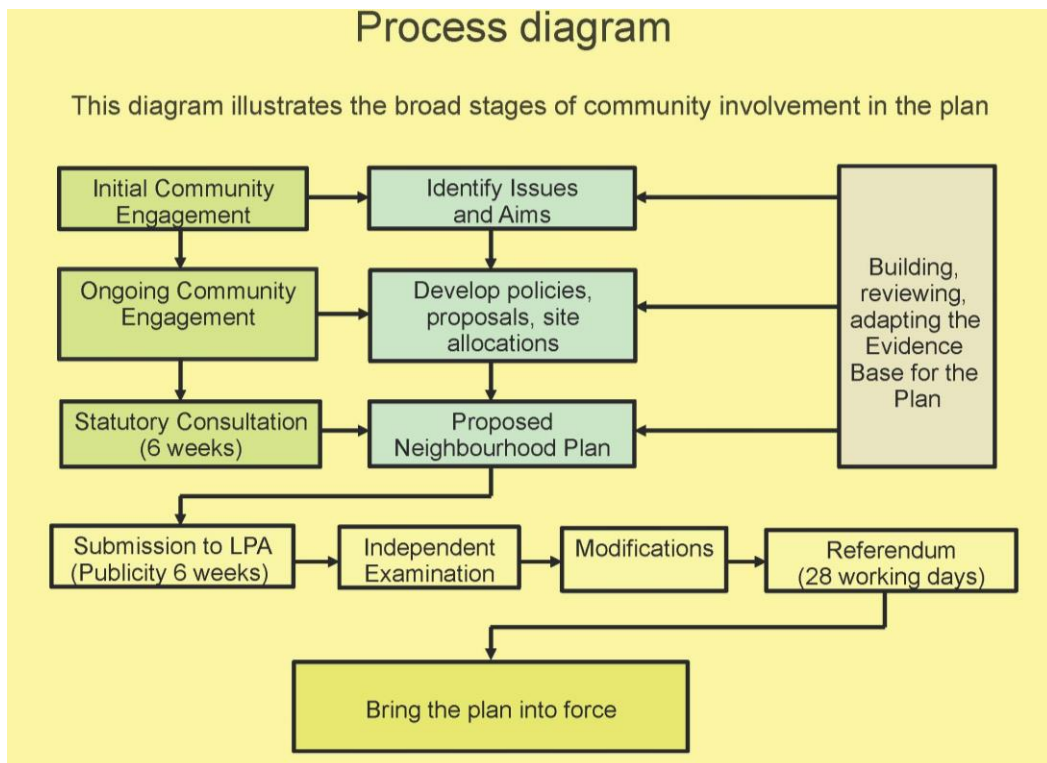 Process diagram
This diagram illustrates the broad stages of community involvement in the plan
Initial Community
Engagement
Identify Issues
and Aims
Ongoing Community
Engagement
Develop policies,
proposals, site
allocations
Building,
reviewing,
adapting the
Evidence
Base for the
Plan
Statutory Consultation
(6 weeks)
Proposed
Neighbourhood Plan
Submission to LPA
(Publicity 6 weeks)
Independent
Examination
Modifications
Referendum
(28 working days)
Bring the plan into force